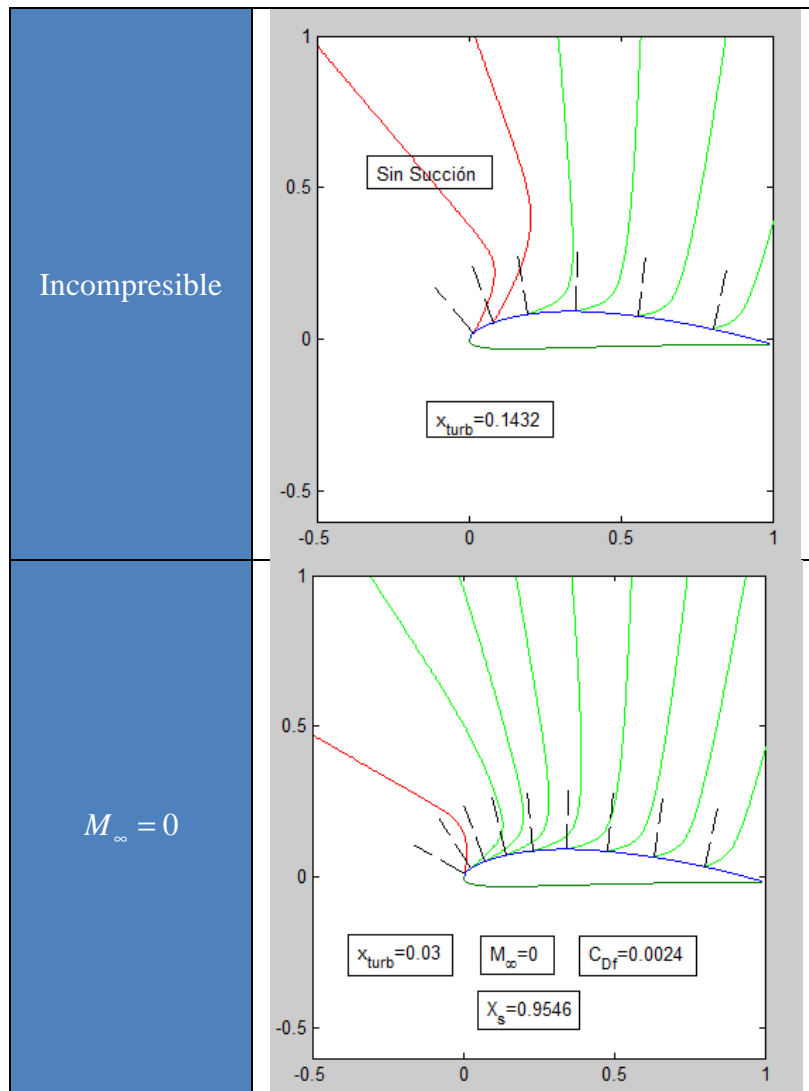 Incompresible
1
0.5
0
-0.5
-0.5
0
0.5
1
Sin Succión
x_turb=0.1432
M_∞ = 0
1
0.5
0
-0.5
-0.5
0
0.5
1
x_turb=0.03
M_∞=0
C_Df=0.0024
X_s=0.9546